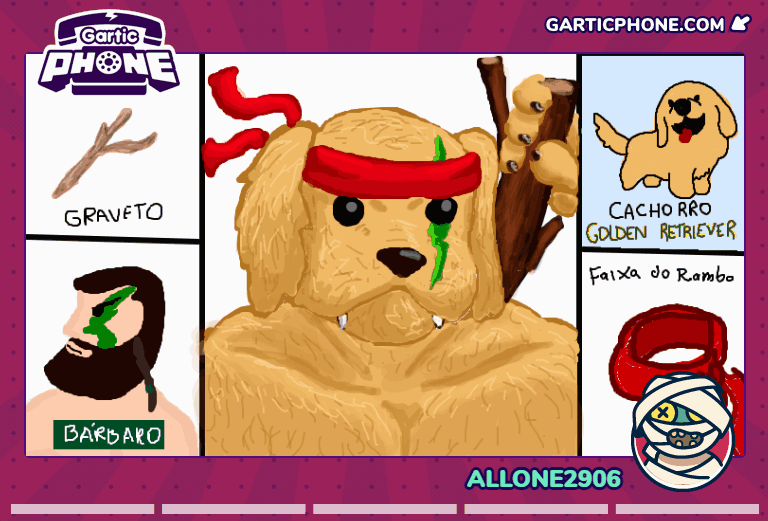 Gartic
PHONE
GARTICPHONE.COM
GRAVETO
BÁRBARO
CACHORRO
GOLDEN RETRIEVER
Faixa do Rambo
ALLONE2906